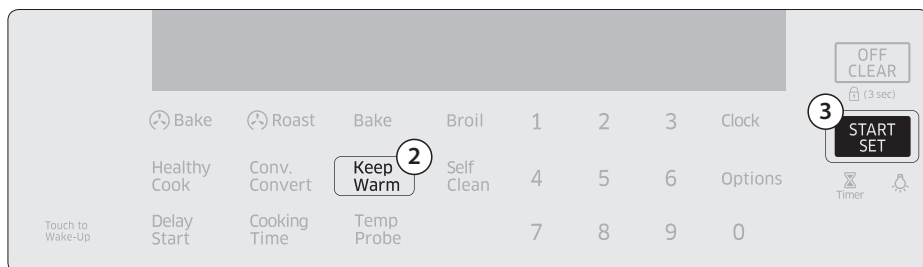 OFF
CLEAR
(3 sec)
3
Bake Roast Bake Broil 1 2 3 Clock
START
SET
2
Healthy
Cook
Conv.
Convert
Keep
Warm
Self
Clean
4 5 6 Options
Timer
Touch to
Wake-Up
Delay
Start
Cooking
Time
Temp
Probe
7 8 9 0